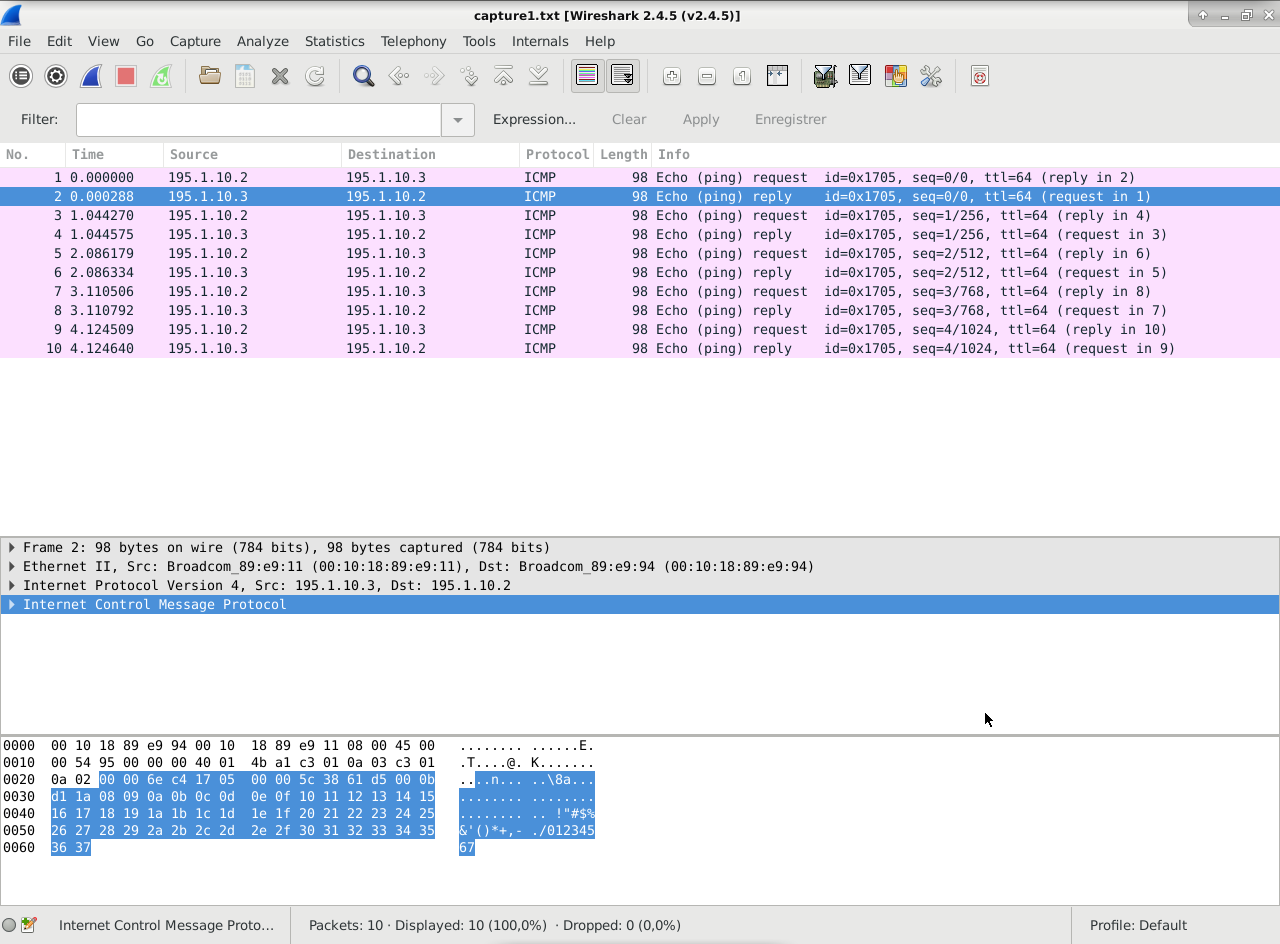 capture1.txt [Wireshark 2.4.5 (v2.4.5)]
File Edit View Go Capture Analyze Statistics Telephony Tools Internals Help
Filter: Expression... Clear Apply Enregistrer
No. Time Source Destination Protocol Length Info
1 0.000000 195.1.10.2 195.1.10.3 ICMP 98 Echo (ping) request id=0x1705, seq=0/0, ttl=64 (reply in 2)
2 0.000288 195.1.10.3 195.1.10.2 ICMP 98 Echo (ping) reply id=0x1705, seq=0/0, ttl=64 (request in 1)
3 1.044270 195.1.10.2 195.1.10.3 ICMP 98 Echo (ping) request id=0x1705, seq=1/256, ttl=64 (reply in 4)
4 1.044575 195.1.10.3 195.1.10.2 ICMP 98 Echo (ping) reply id=0x1705, seq=1/256, ttl=64 (request in 3)
5 2.086179 195.1.10.2 195.1.10.3 ICMP 98 Echo (ping) request id=0x1705, seq=2/512, ttl=64 (reply in 6)
6 2.086334 195.1.10.3 195.1.10.2 ICMP 98 Echo (ping) reply id=0x1705, seq=2/512, ttl=64 (request in 5)
7 3.110506 195.1.10.2 195.1.10.3 ICMP 98 Echo (ping) request id=0x1705, seq=3/768, ttl=64 (reply in 8)
8 3.110792 195.1.10.3 195.1.10.2 ICMP 98 Echo (ping) reply id=0x1705, seq=3/768, ttl=64 (request in 7)
9 4.124509 195.1.10.2 195.1.10.3 ICMP 98 Echo (ping) request id=0x1705, seq=4/1024, ttl=64 (reply in 10)
10 4.124640 195.1.10.3 195.1.10.2 ICMP 98 Echo (ping) reply id=0x1705, seq=4/1024, ttl=64 (request in 9)
Frame 2: 98 bytes on wire (784 bits), 98 bytes captured (784 bits)
Ethernet II, Src: Broadcom_89:e9:11 (00:10:18:89:e9:11), Dst: Broadcom_89:e9:94 (00:10:18:89:e9:94)
Internet Protocol Version 4, Src: 195.1.10.3, Dst: 195.1.10.2
Internet Control Message Protocol
0000 00 10 18 89 e9 94 00 10 18 89 e9 11 08 00 45 00 ........ ......E.
0010 00 54 95 00 00 00 40 01 4b a1 c3 01 0a 03 c3 01 .T....@. K.......
0020 0a 02 00 00 6e c4 17 05 00 00 5c 38 61 d5 00 0b ....n... ..\8a...
0030 d1 1a 08 09 0a 0b 0c 0d 0e 0f 10 11 12 13 14 15 ........ ........
0040 16 17 18 19 1a 1b 1c 1d 1e 1f 20 21 22 23 24 25 ........ .. !"#$%
0050 26 27 28 29 2a 2b 2c 2d 2e 2f 30 31 32 33 34 35 &'()*+,- ./012345
0060 36 37 67
Internet Control Message Proto... Packets: 10 · Displayed: 10 (100,0%) · Dropped: 0 (0,0%) Profile: Default